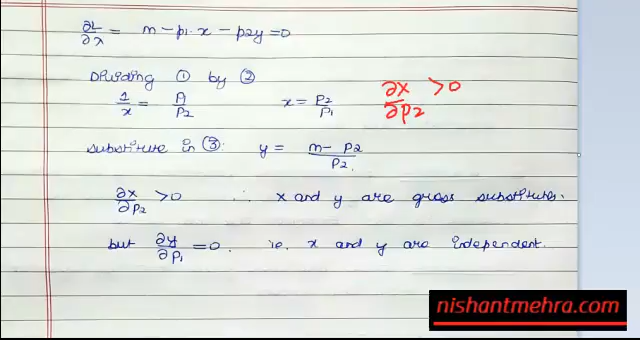 ∂L/∂λ = m - p1.x - p2y = 0
Dividing ① by ②
1/x = P1/P2 x = P2/P1 ∂x/∂p2 > 0
substitute in ③. y = m - P2 / P2.
∂x/∂p2 > 0 ∴ x and y are gross substitutes.
but ∂y/∂p1 = 0. i.e. x and y are independent.
nishantmehra.com